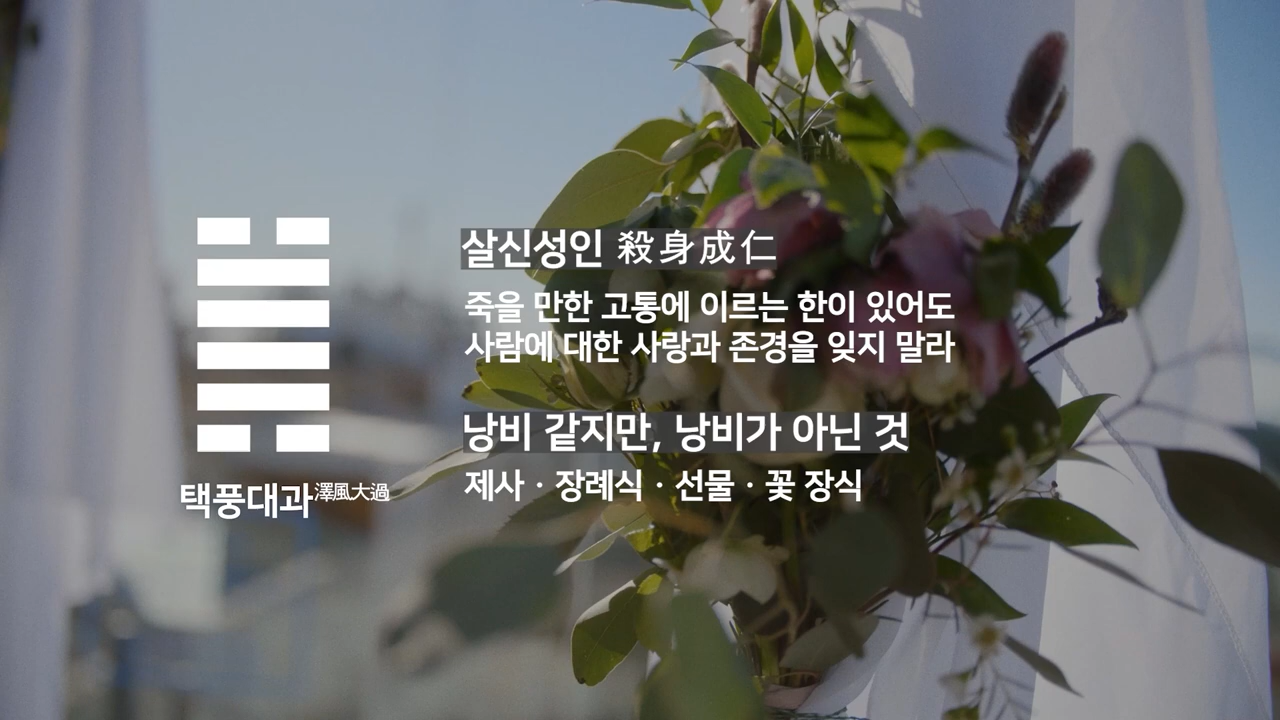 살신성인 殺身成仁
죽을 만한 고통에 이르는 한이 있어도
사람에 대한 사랑과 존경을 잊지 말라
낭비 같지만, 낭비가 아닌 것
제사 · 장례식 · 선물 · 꽃 장식
택풍대과澤風大過